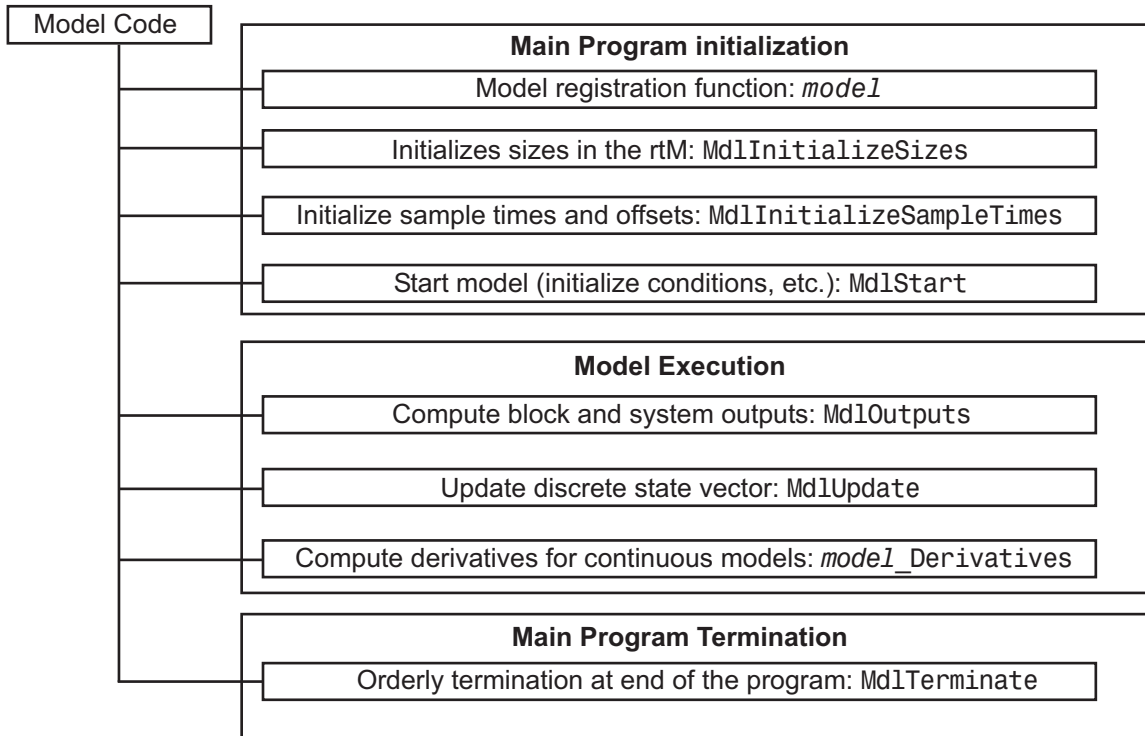 Model Code
Main Program initialization
Model registration function: model
Initializes sizes in the rtM: MdlInitializeSizes
Initialize sample times and offsets: MdlInitializeSampleTimes
Start model (initialize conditions, etc.): MdlStart
Model Execution
Compute block and system outputs: MdlOutputs
Update discrete state vector: MdlUpdate
Compute derivatives for continuous models: model_Derivatives
Main Program Termination
Orderly termination at end of the program: MdlTerminate